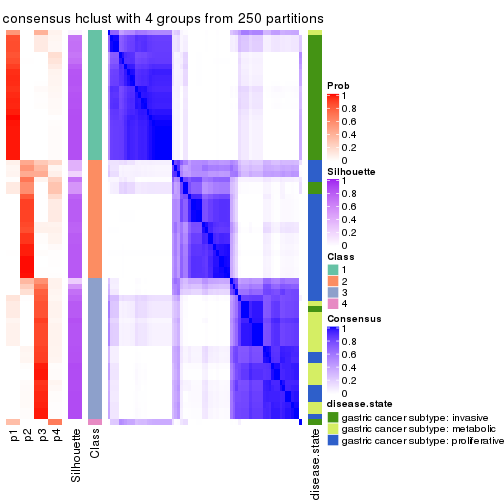 consensus hclust with 4 groups from 250 partitions
Prob
1
0.8
0.6
0.4
0.2
0
Silhouette
1
0.8
0.6
0.4
0.2
0
Class
1
2
3
4
Consensus
1
0.8
0.6
0.4
0.2
0
disease.state
gastric cancer subtype: invasive
gastric cancer subtype: metabolic
gastric cancer subtype: proliferative
p1
p2
p3
p4
Silhouette
Class
disease.state